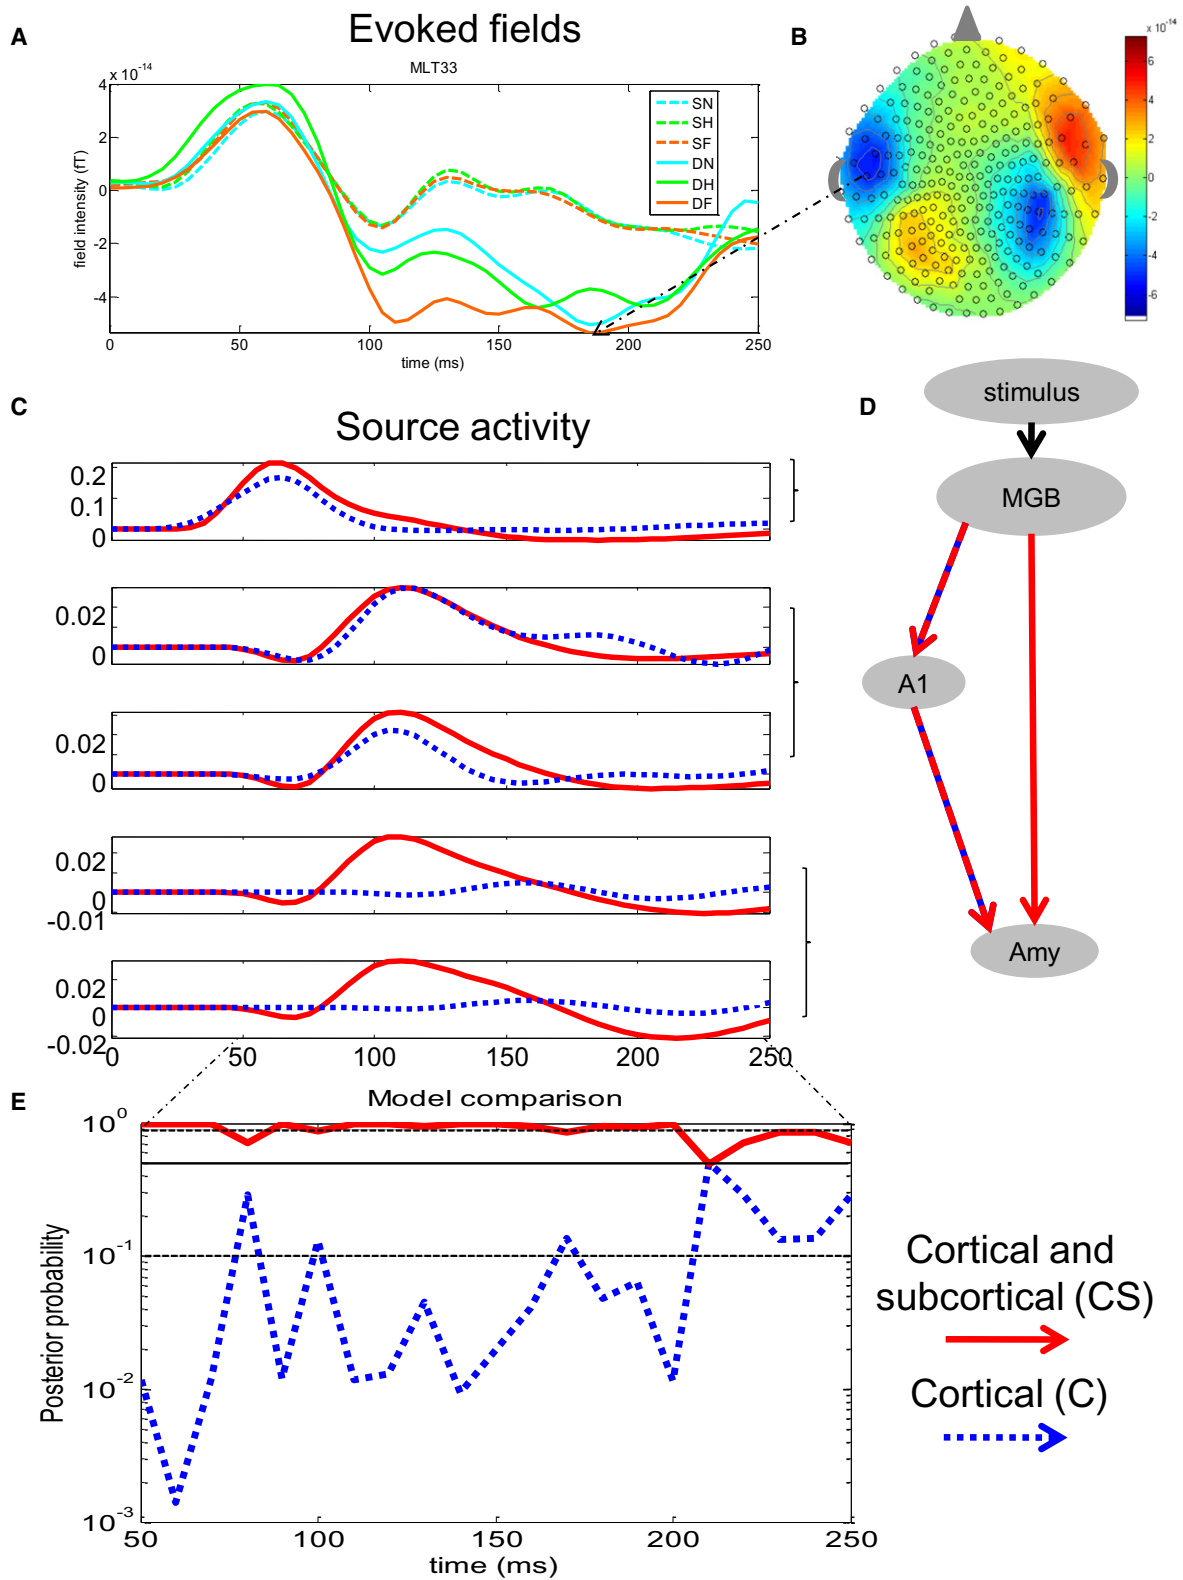 A
Evoked fields
MLT33
x 10^-14
4
2
0
-2
-4
field intensity (fT)
0
50
100
150
200
250
time (ms)
SN
SH
SF
DN
DH
DF
B
x 10^-14
6
4
2
0
-2
-4
-6
C
Source activity
0.2
0.1
0
0.02
0
0.02
0
0.02
0
-0.01
0.02
0
-0.02
0
50
100
150
200
250
D
stimulus
MGB
A1
Amy
E
Model comparison
10^0
10^-1
10^-2
10^-3
Posterior probability
50
100
150
200
250
time (ms)
Cortical and
subcortical (CS)
Cortical (C)